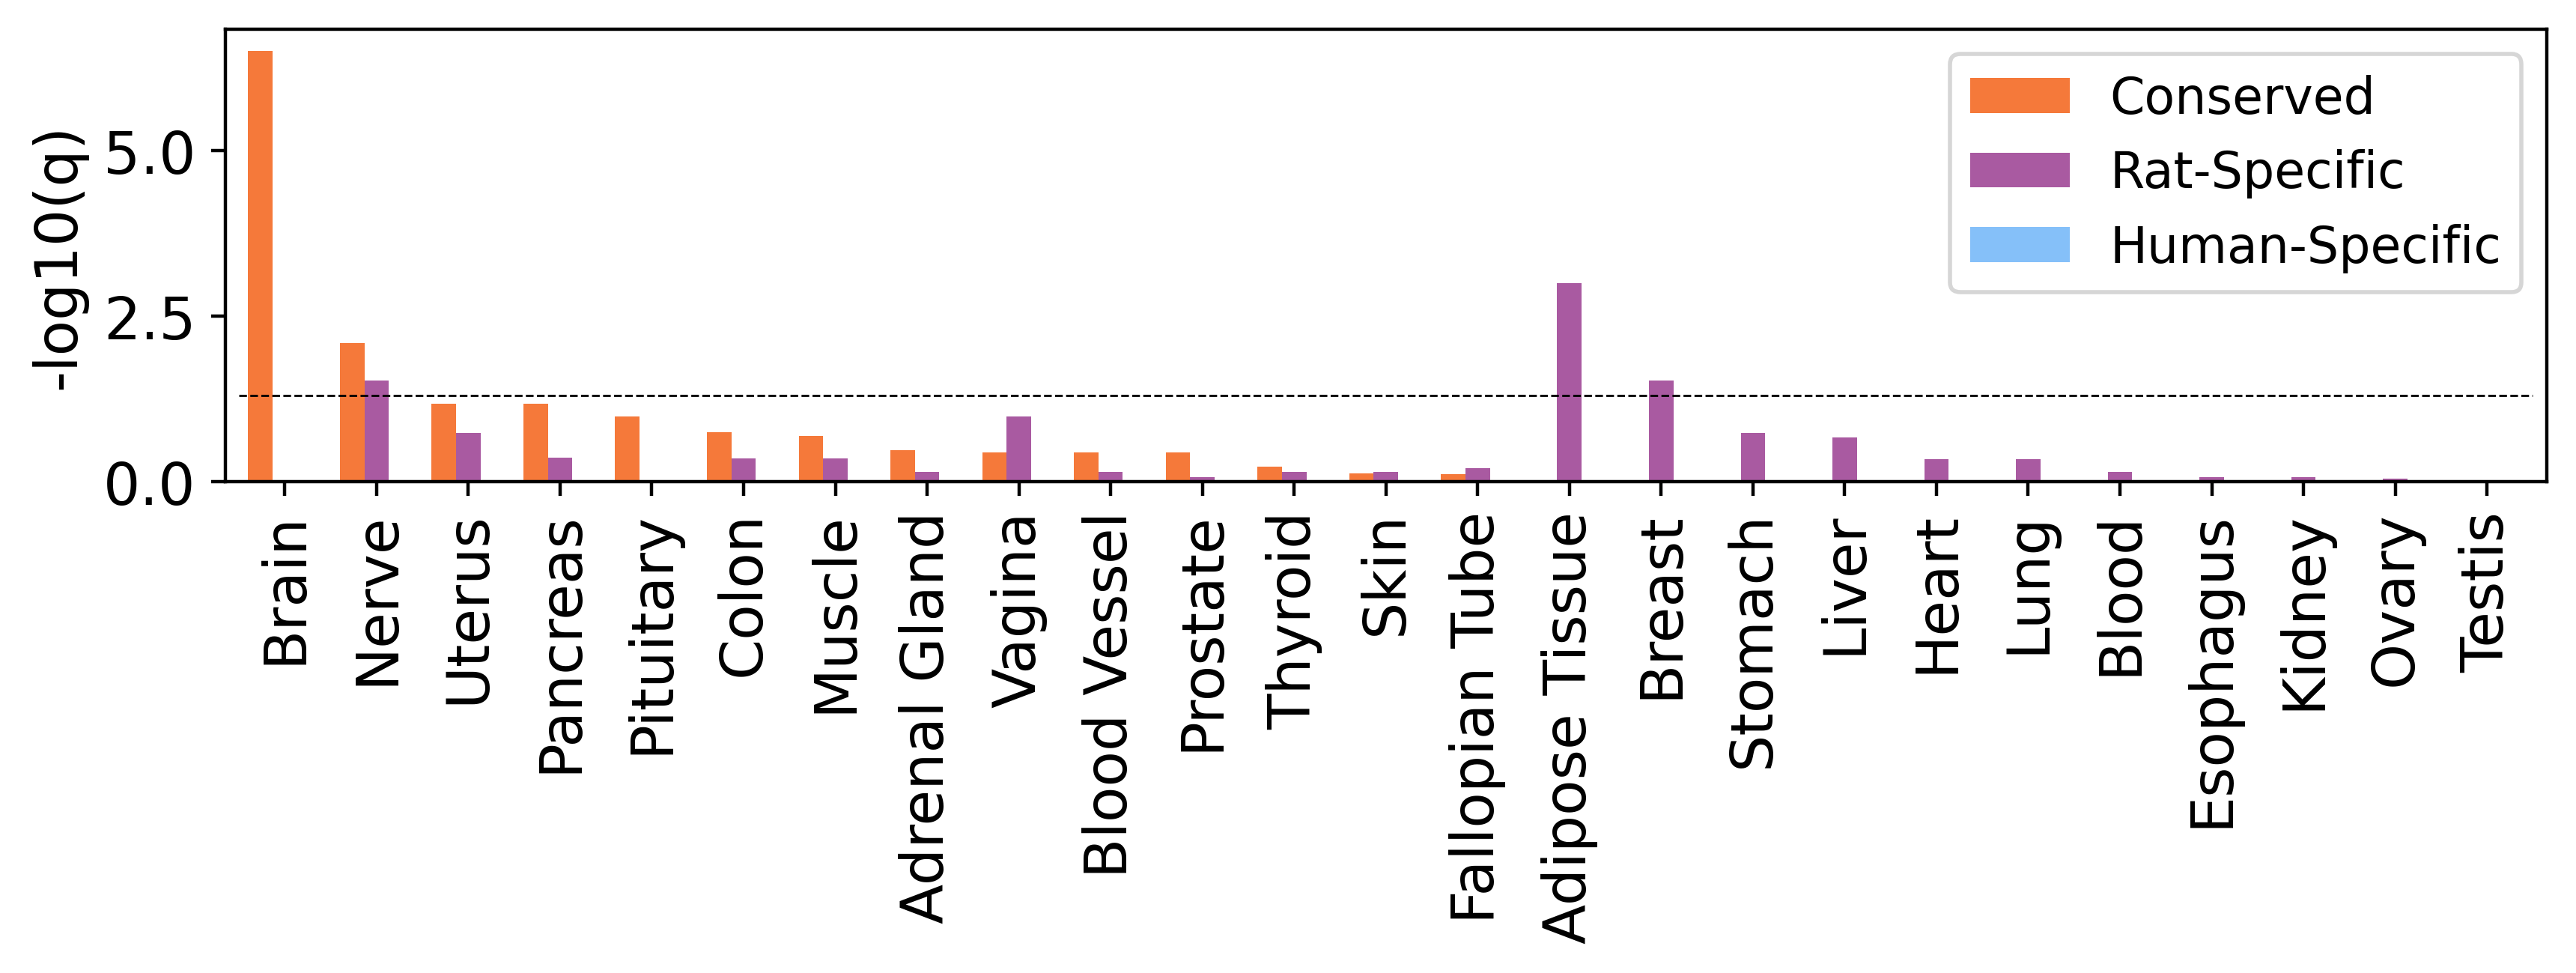 -log10(q)
5.0
2.5
0.0
Conserved
Rat-Specific
Human-Specific
Brain
Nerve
Uterus
Pancreas
Pituitary
Colon
Muscle
Adrenal Gland
Vagina
Blood Vessel
Prostate
Thyroid
Skin
Fallopian Tube
Adipose Tissue
Breast
Stomach
Liver
Heart
Lung
Blood
Esophagus
Kidney
Ovary
Testis